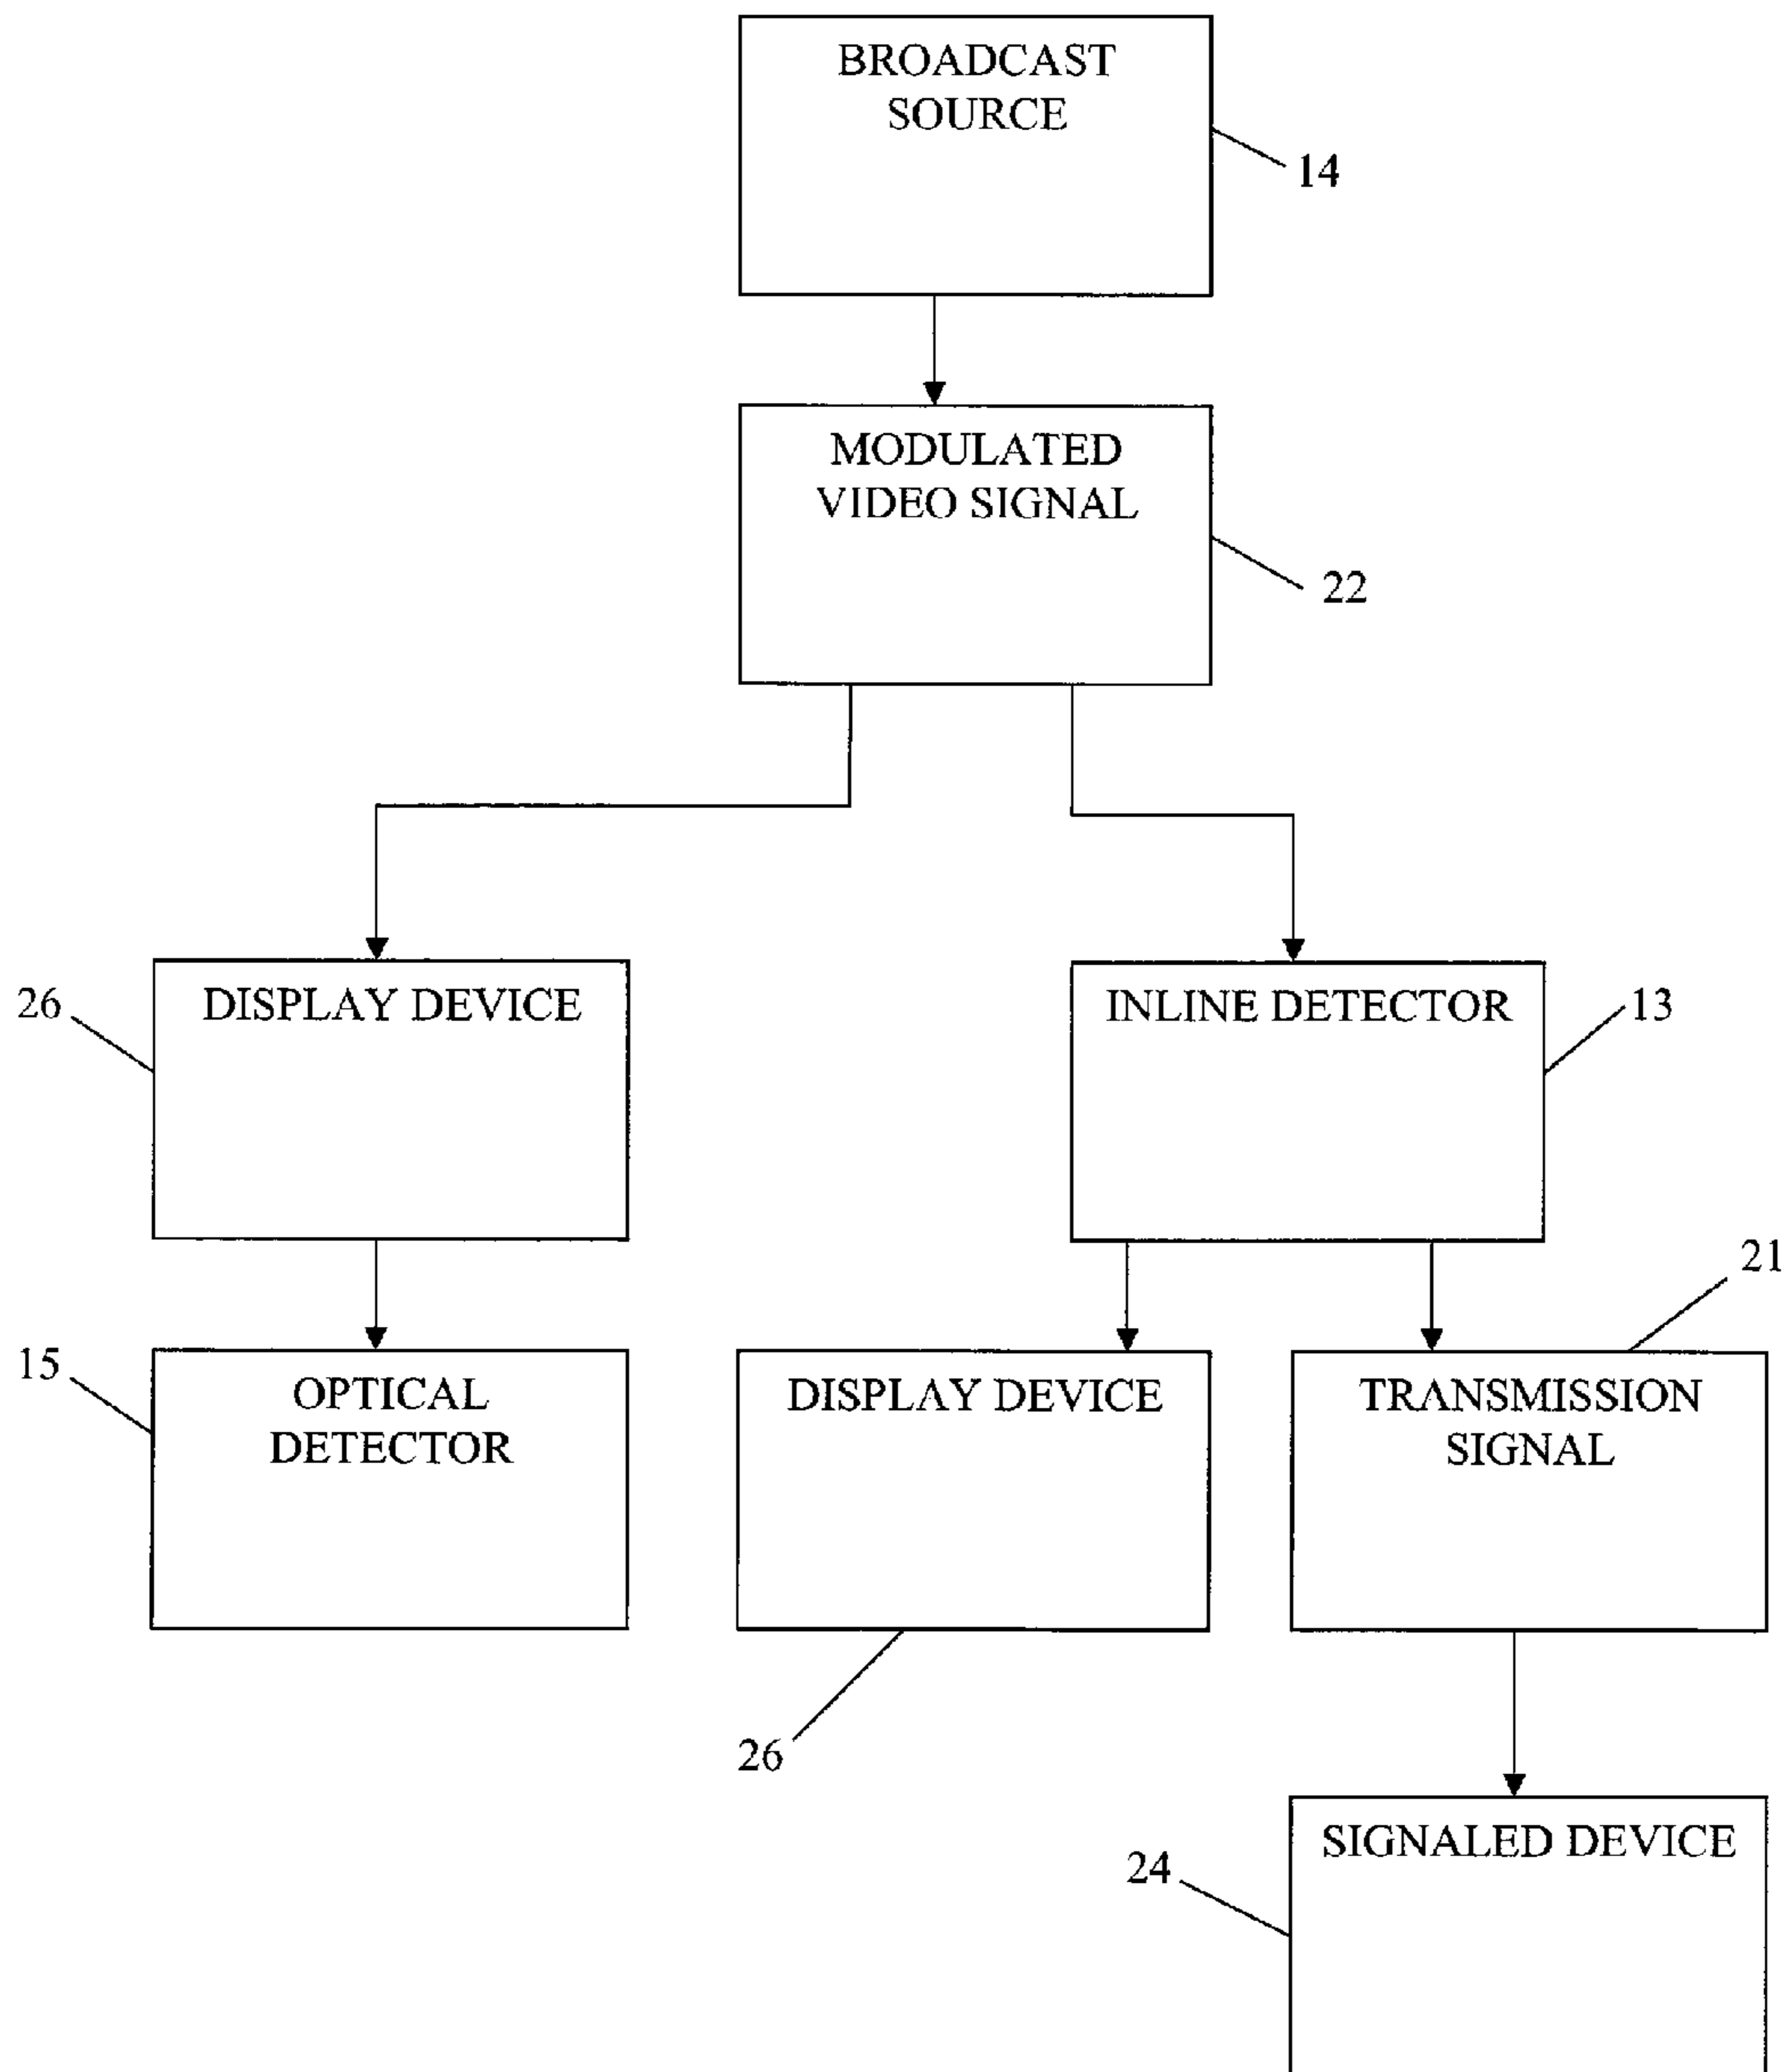 BROADCAST
SOURCE
14
MODULATED
VIDEO SIGNAL
22
26
DISPLAY DEVICE
INLINE DETECTOR
13
21
15
OPTICAL
DETECTOR
DISPLAY DEVICE
TRANSMISSION
SIGNAL
26
SIGNALED DEVICE
24